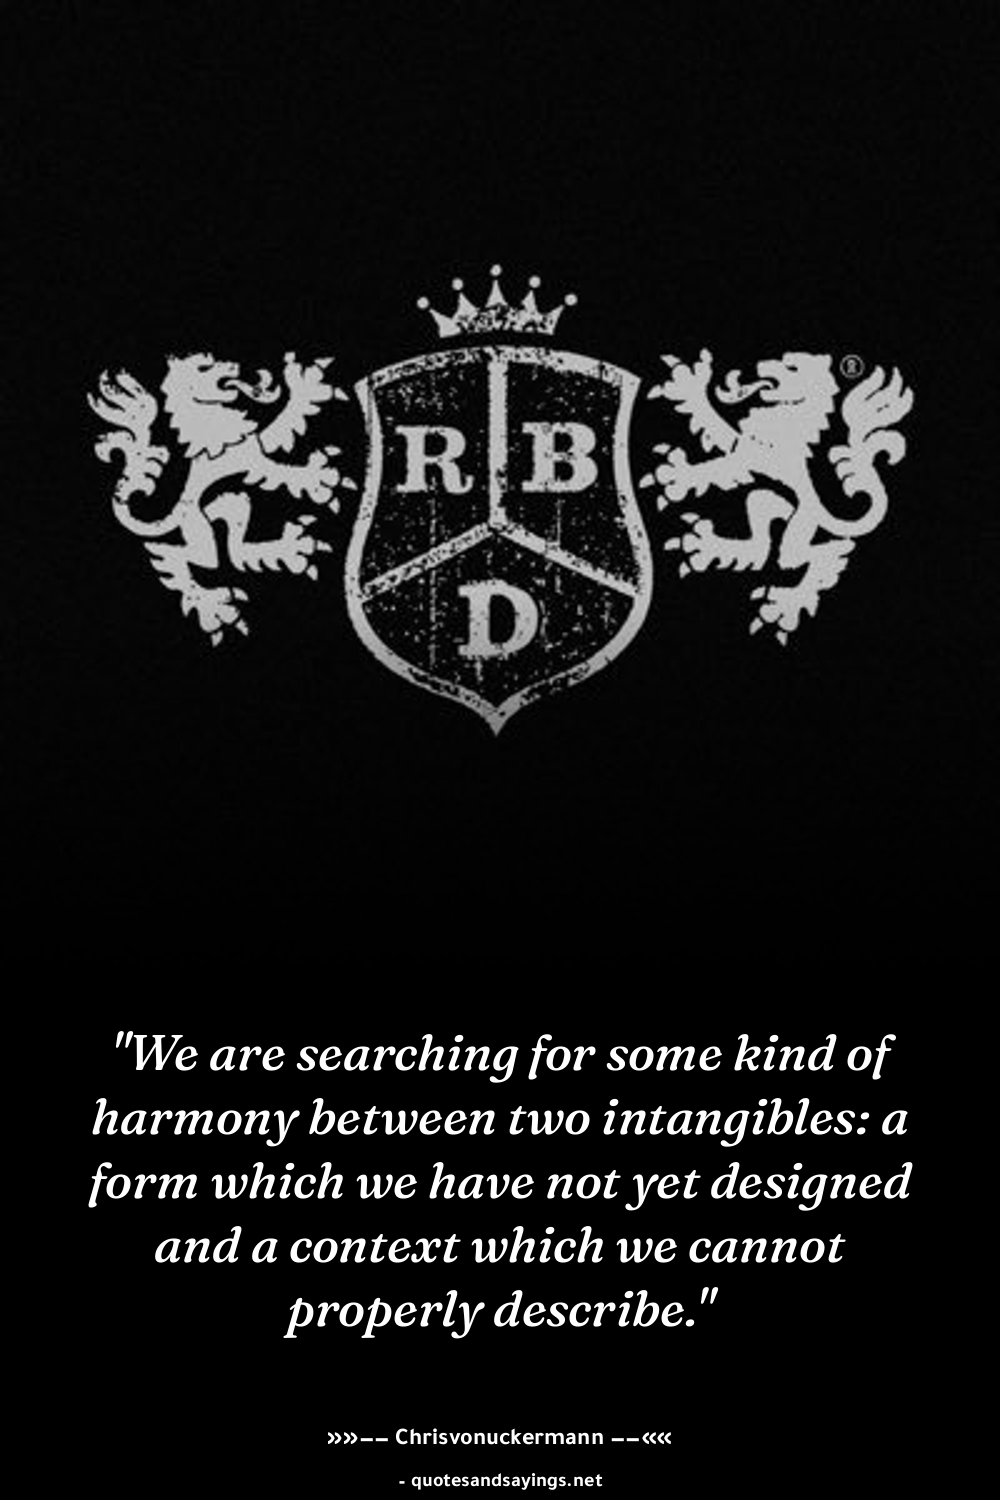 ®
R B
D
"We are searching for some kind of
harmony between two intangibles: a
form which we have not yet designed
and a context which we cannot
properly describe."
»»—— Chrisvonuckermann ——««
- quotesandsayings.net